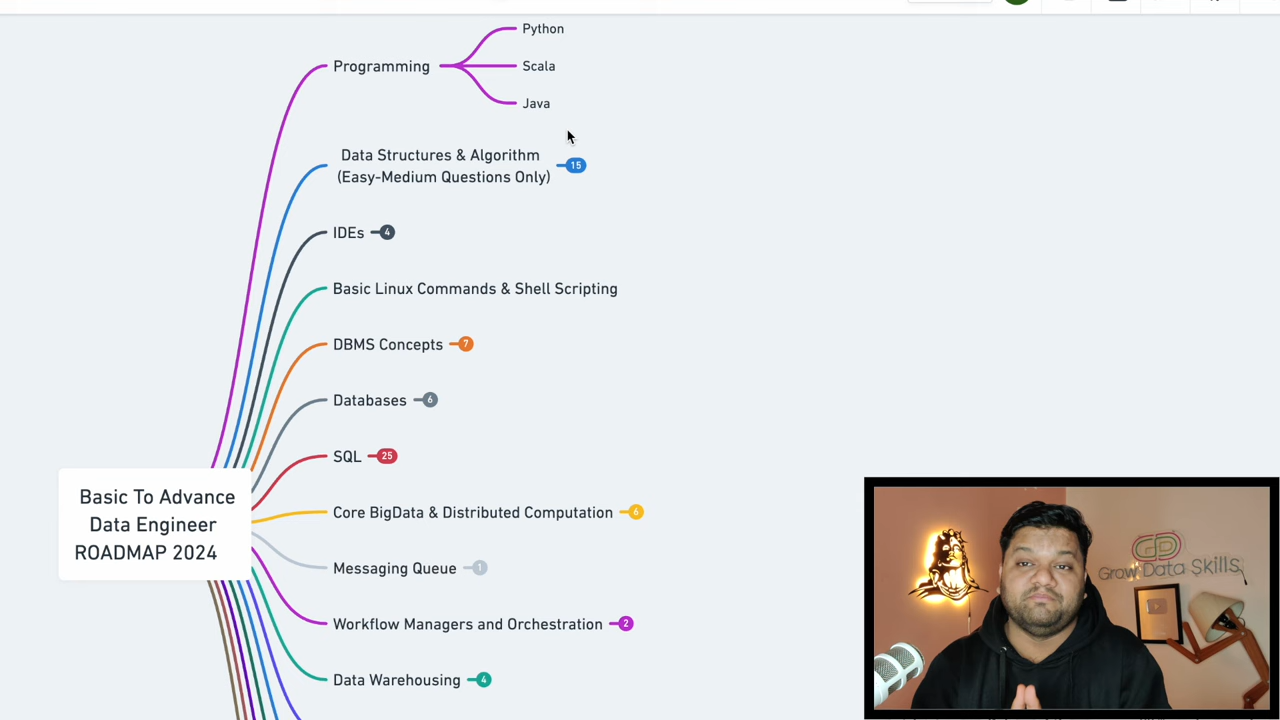 Python
Programming
Scala
Java
Data Structures & Algorithm
(Easy-Medium Questions Only)
15
IDEs
4
Basic Linux Commands & Shell Scripting
DBMS Concepts
7
Databases
6
SQL
25
Basic To Advance
Data Engineer
ROADMAP 2024
Core BigData & Distributed Computation
6
Messaging Queue
1
Workflow Managers and Orchestration
2
Data Warehousing
4
GD
Grow Data Skills